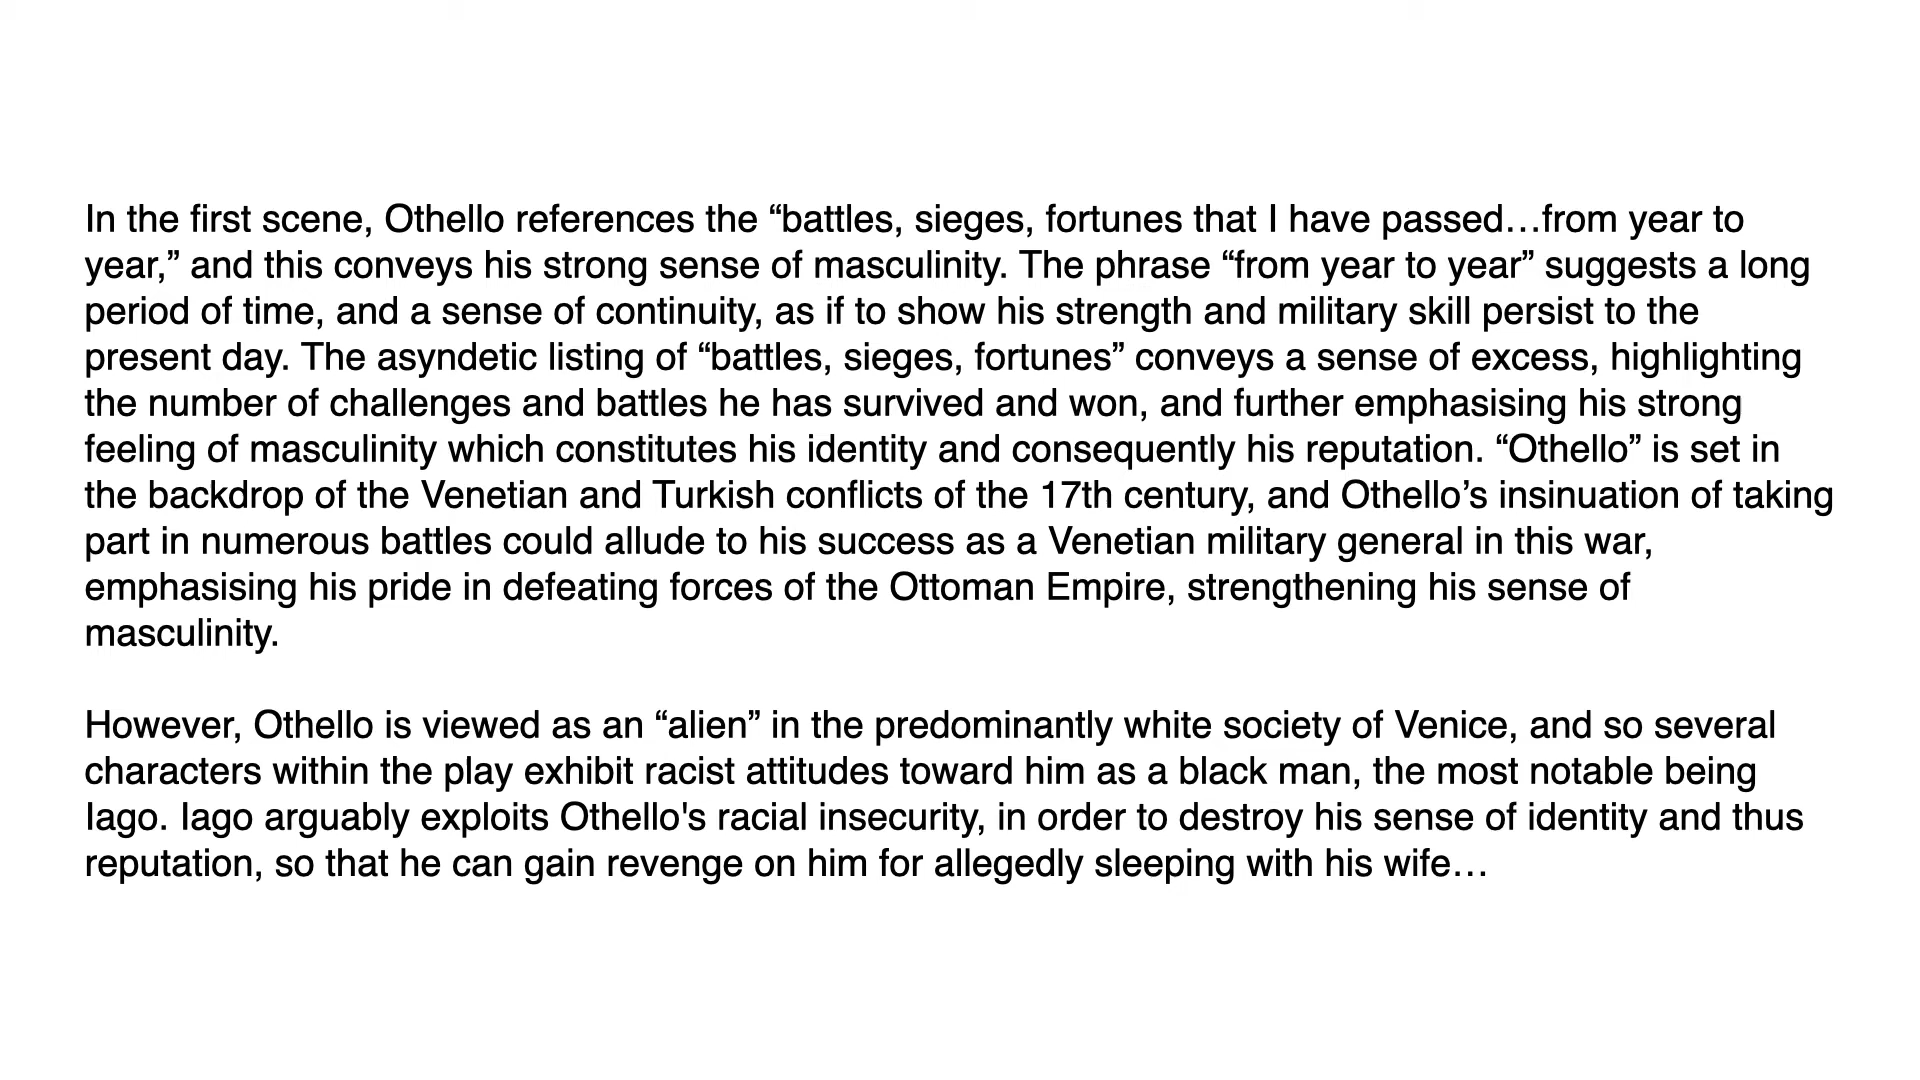 In the first scene, Othello references the “battles, sieges, fortunes that I have passed…from year to
year,” and this conveys his strong sense of masculinity. The phrase “from year to year” suggests a long
period of time, and a sense of continuity, as if to show his strength and military skill persist to the
present day. The asyndetic listing of “battles, sieges, fortunes” conveys a sense of excess, highlighting
the number of challenges and battles he has survived and won, and further emphasising his strong
feeling of masculinity which constitutes his identity and consequently his reputation. “Othello” is set in
the backdrop of the Venetian and Turkish conflicts of the 17th century, and Othello’s insinuation of taking
part in numerous battles could allude to his success as a Venetian military general in this war,
emphasising his pride in defeating forces of the Ottoman Empire, strengthening his sense of
masculinity.

However, Othello is viewed as an “alien” in the predominantly white society of Venice, and so several
characters within the play exhibit racist attitudes toward him as a black man, the most notable being
Iago. Iago arguably exploits Othello's racial insecurity, in order to destroy his sense of identity and thus
reputation, so that he can gain revenge on him for allegedly sleeping with his wife…